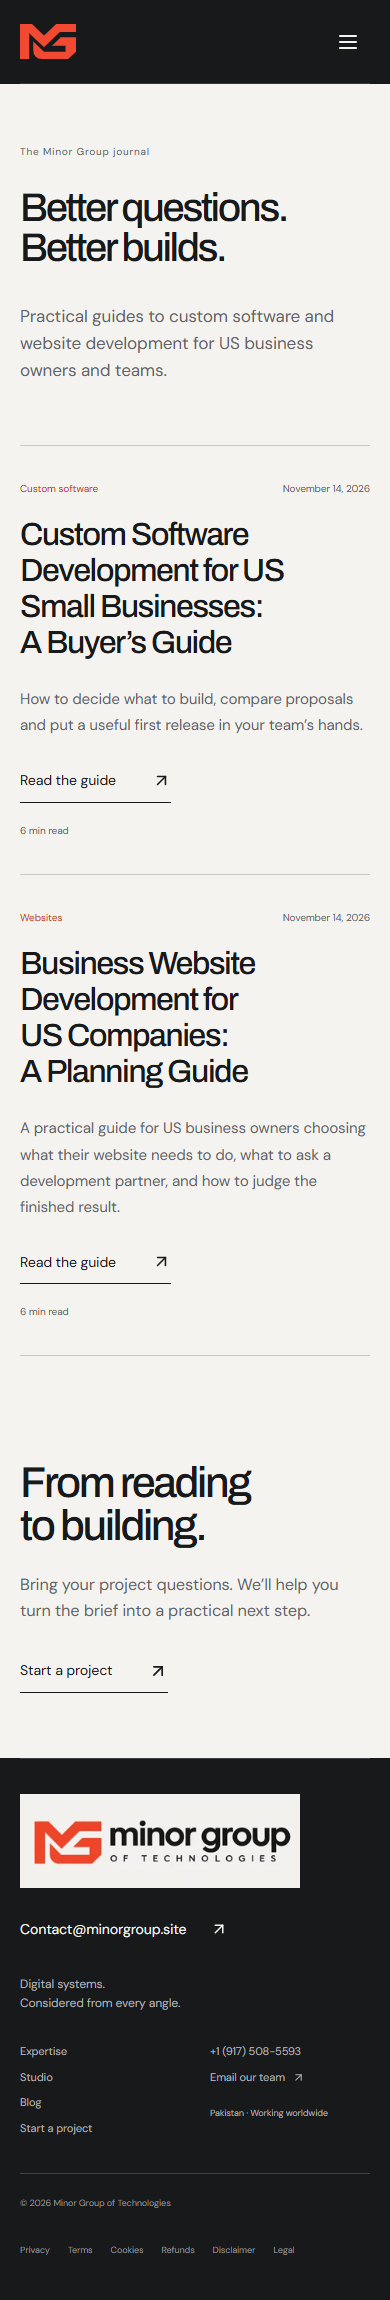 MG
The Minor Group journal
Better questions.
Better builds.
Practical guides to custom software and
website development for US business
owners and teams.
Custom software
November 14, 2026
Custom Software
Development for US
Small Businesses:
A Buyer’s Guide
How to decide what to build, compare proposals
and put a useful first release in your team’s hands.
Read the guide
6 min read
Websites
November 14, 2026
Business Website
Development for
US Companies:
A Planning Guide
A practical guide for US business owners choosing
what their website needs to do, what to ask a
development partner, and how to judge the
finished result.
Read the guide
6 min read
From reading
to building.
Bring your project questions. We’ll help you
turn the brief into a practical next step.
Start a project
MG minor group
OF TECHNOLOGIES
Contact@minorgroup.site
Digital systems.
Considered from every angle.
Expertise
Studio
Blog
Start a project
+1 (917) 508-5593
Email our team
Pakistan · Working worldwide
© 2026 Minor Group of Technologies
Privacy Terms Cookies Refunds Disclaimer Legal